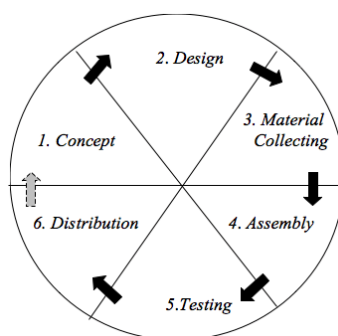 1. Concept
2. Design
3. Material
Collecting
4. Assembly
5.Testing
6. Distribution